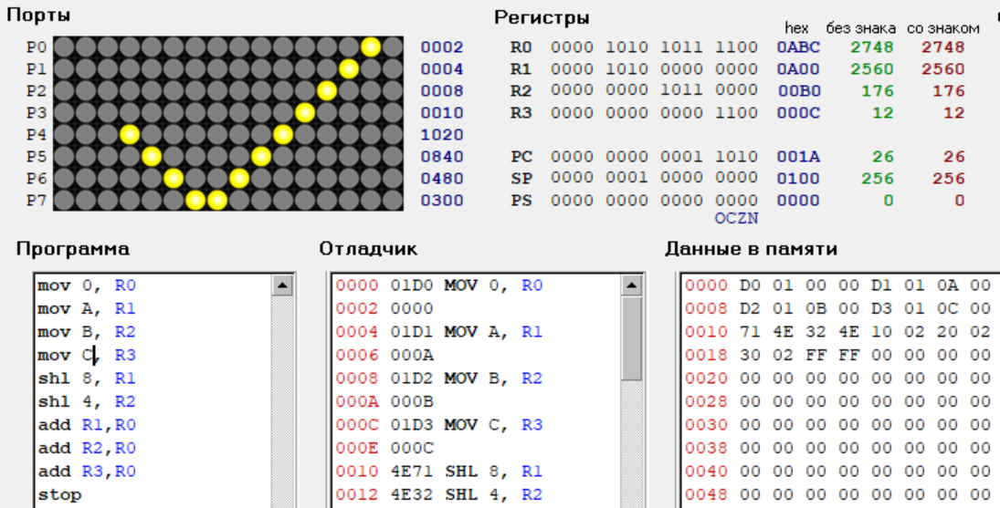 Порты
P0 0002
P1 0004
P2 0008
P3 0010
P4 1020
P5 0840
P6 0480
P7 0300
Регистры
hex без знака со знаком
R0 0000 1010 1011 1100 0ABC 2748 2748
R1 0000 1010 0000 0000 0A00 2560 2560
R2 0000 0000 1011 0000 00B0 176 176
R3 0000 0000 0000 1100 000C 12 12
PC 0000 0000 0001 1010 001A 26 26
SP 0000 0001 0000 0000 0100 256 256
PS 0000 0000 0000 0000 0000 0 0
OCZN
Программа
mov 0, R0
mov A, R1
mov B, R2
mov C, R3
shl 8, R1
shl 4, R2
add R1,R0
add R2,R0
add R3,R0
stop
Отладчик
0000 01D0 MOV 0, R0
0002 0000
0004 01D1 MOV A, R1
0006 000A
0008 01D2 MOV B, R2
000A 000B
000C 01D3 MOV C, R3
000E 000C
0010 4E71 SHL 8, R1
0012 4E32 SHL 4, R2
Данные в памяти
0000 D0 01 00 00 D1 01 0A 00
0008 D2 01 0B 00 D3 01 0C 00
0010 71 4E 32 4E 10 02 20 02
0018 30 02 FF FF 00 00 00 00
0020 00 00 00 00 00 00 00 00
0028 00 00 00 00 00 00 00 00
0030 00 00 00 00 00 00 00 00
0038 00 00 00 00 00 00 00 00
0040 00 00 00 00 00 00 00 00
0048 00 00 00 00 00 00 00 00